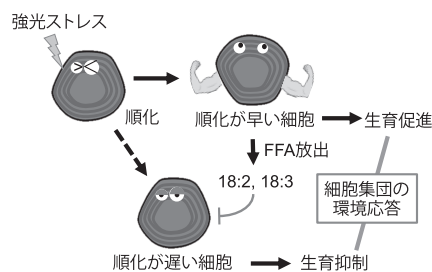 強光ストレス
順化
順化が早い細胞
生育促進
FFA放出
18:2, 18:3
細胞集団の
環境応答
順化が遅い細胞
生育抑制